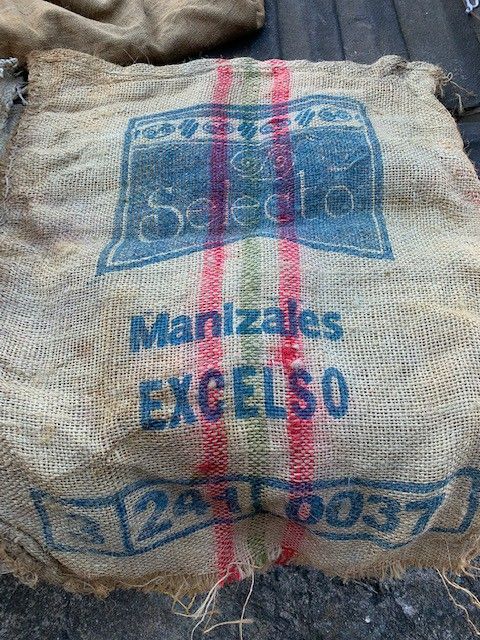 Selecto
Manizales
EXCELSO
3 241 0037